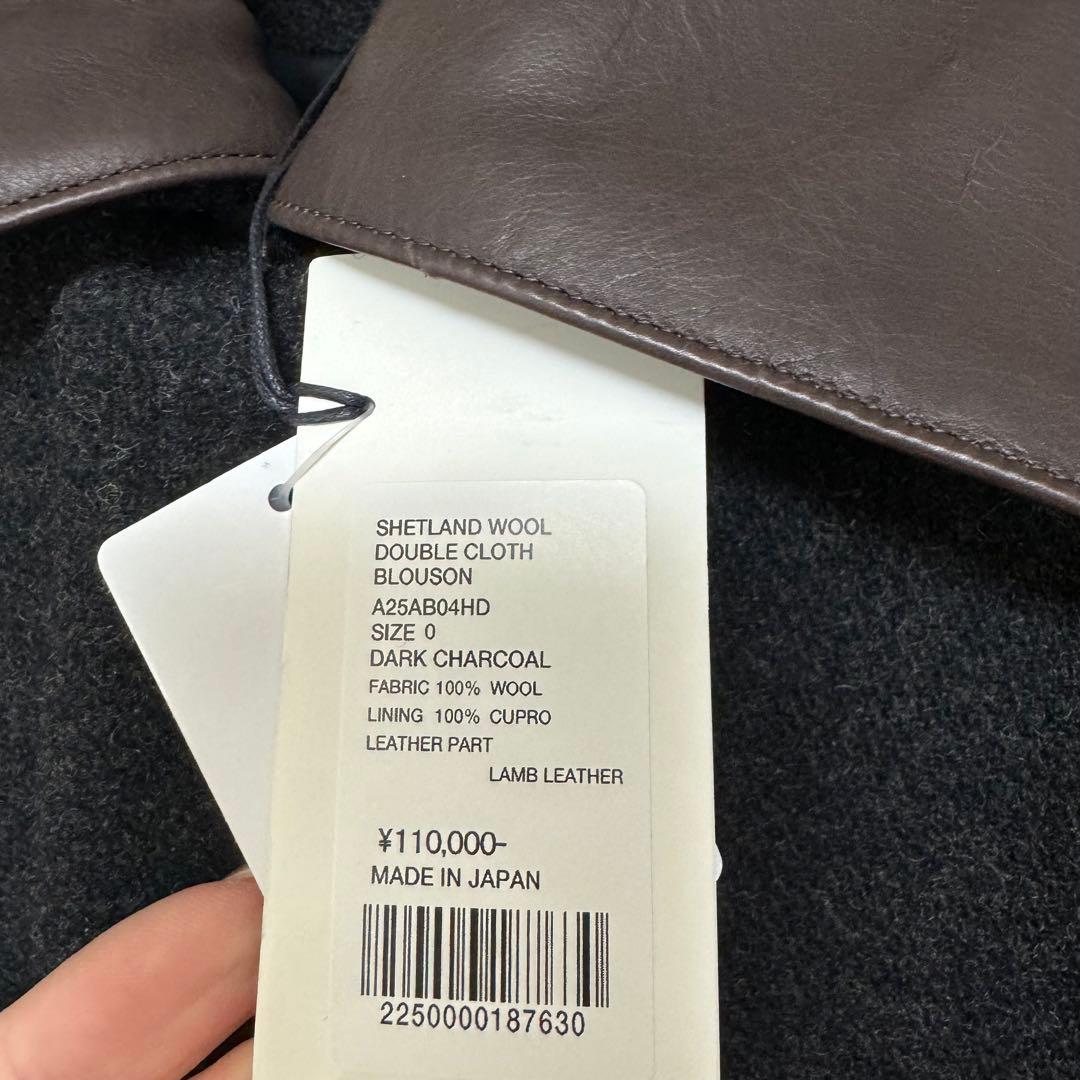 SHETLAND WOOL
DOUBLE CLOTH
BLOUSON
A25AB04HD
SIZE 0
DARK CHARCOAL
FABRIC 100% WOOL
LINING 100% CUPRO
LEATHER PART
LAMB LEATHER
¥110,000-
MADE IN JAPAN
2250000187630